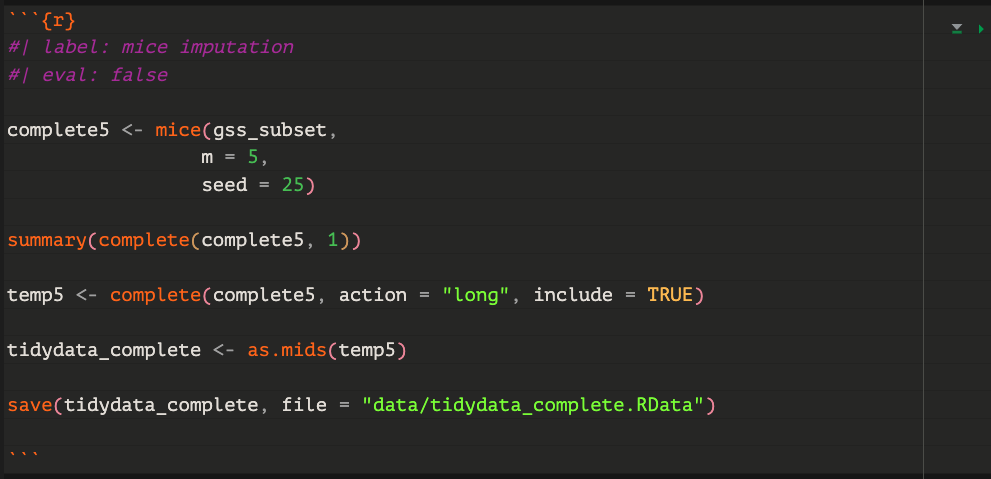 ```{r}
#| label: mice imputation
#| eval: false
complete5 <- mice(gss_subset,
m = 5,
seed = 25)
summary(complete(complete5, 1))
temp5 <- complete(complete5, action = "long", include = TRUE)
tidydata_complete <- as.mids(temp5)
save(tidydata_complete, file = "data/tidydata_complete.RData")
```